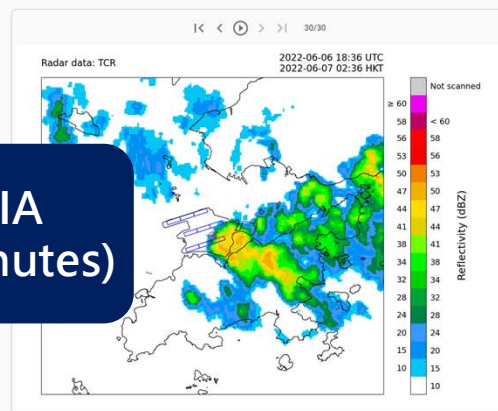 30/30
Radar data: TCR
2022-06-06 18:36 UTC
2022-06-07 02:36 HKT
IA
nutes)
Not scanned
≥ 60
58 < 60
56 58
53 56
50 53
47 50
44 47
41 44
38 41
34 38
32 34
28 32
24 28
20 24
15 20
10 15
10
Reflectivity (dBZ)